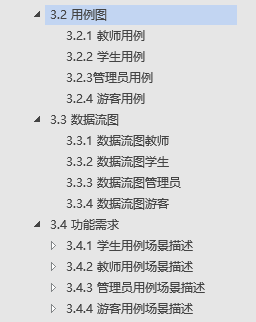 3.2 用例图
3.2.1 教师用例
3.2.2 学生用例
3.2.3管理员用例
3.2.4 游客用例
3.3 数据流图
3.3.1 数据流图教师
3.3.2 数据流图学生
3.3.3 数据流图管理员
3.3.4 数据流图游客
3.4 功能需求
3.4.1 学生用例场景描述
3.4.2 教师用例场景描述
3.4.3 管理员用例场景描述
3.4.4 游客用例场景描述